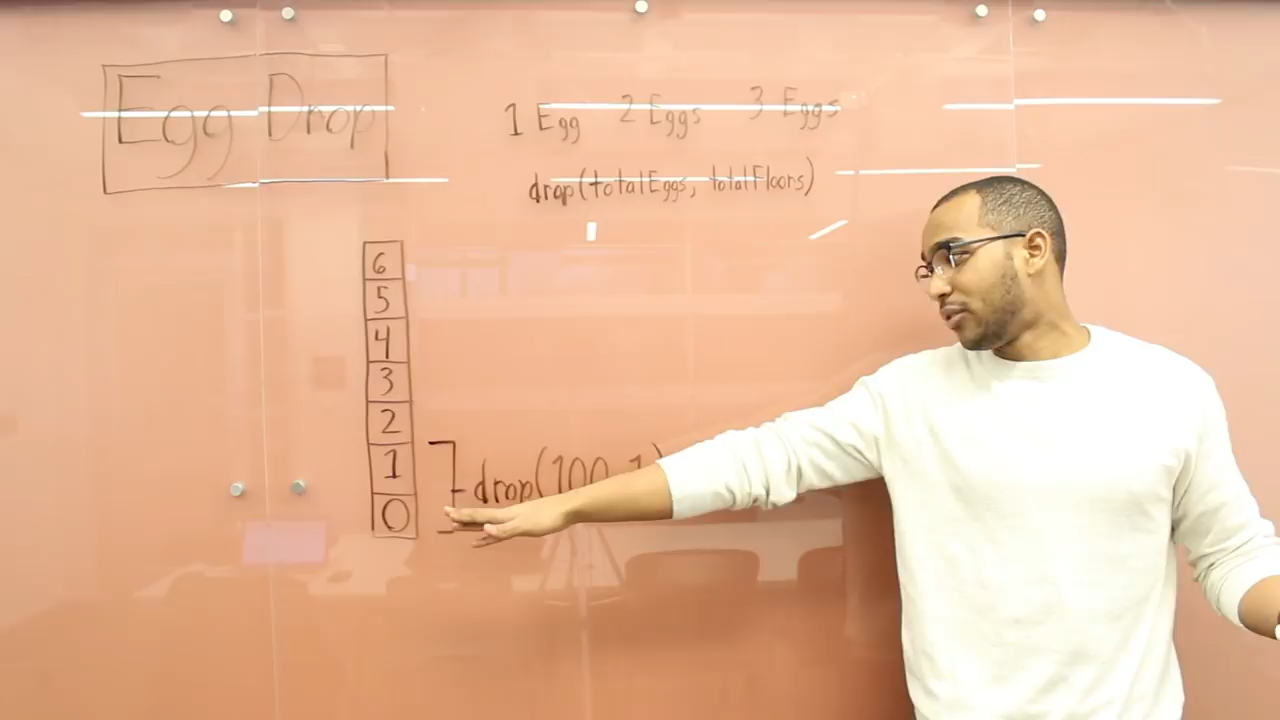 Egg Drop
1 Egg 2 Eggs 3 Eggs
drop(totalEggs, totalFloors)
6
5
4
3
2
1
0
drop(100, 1)